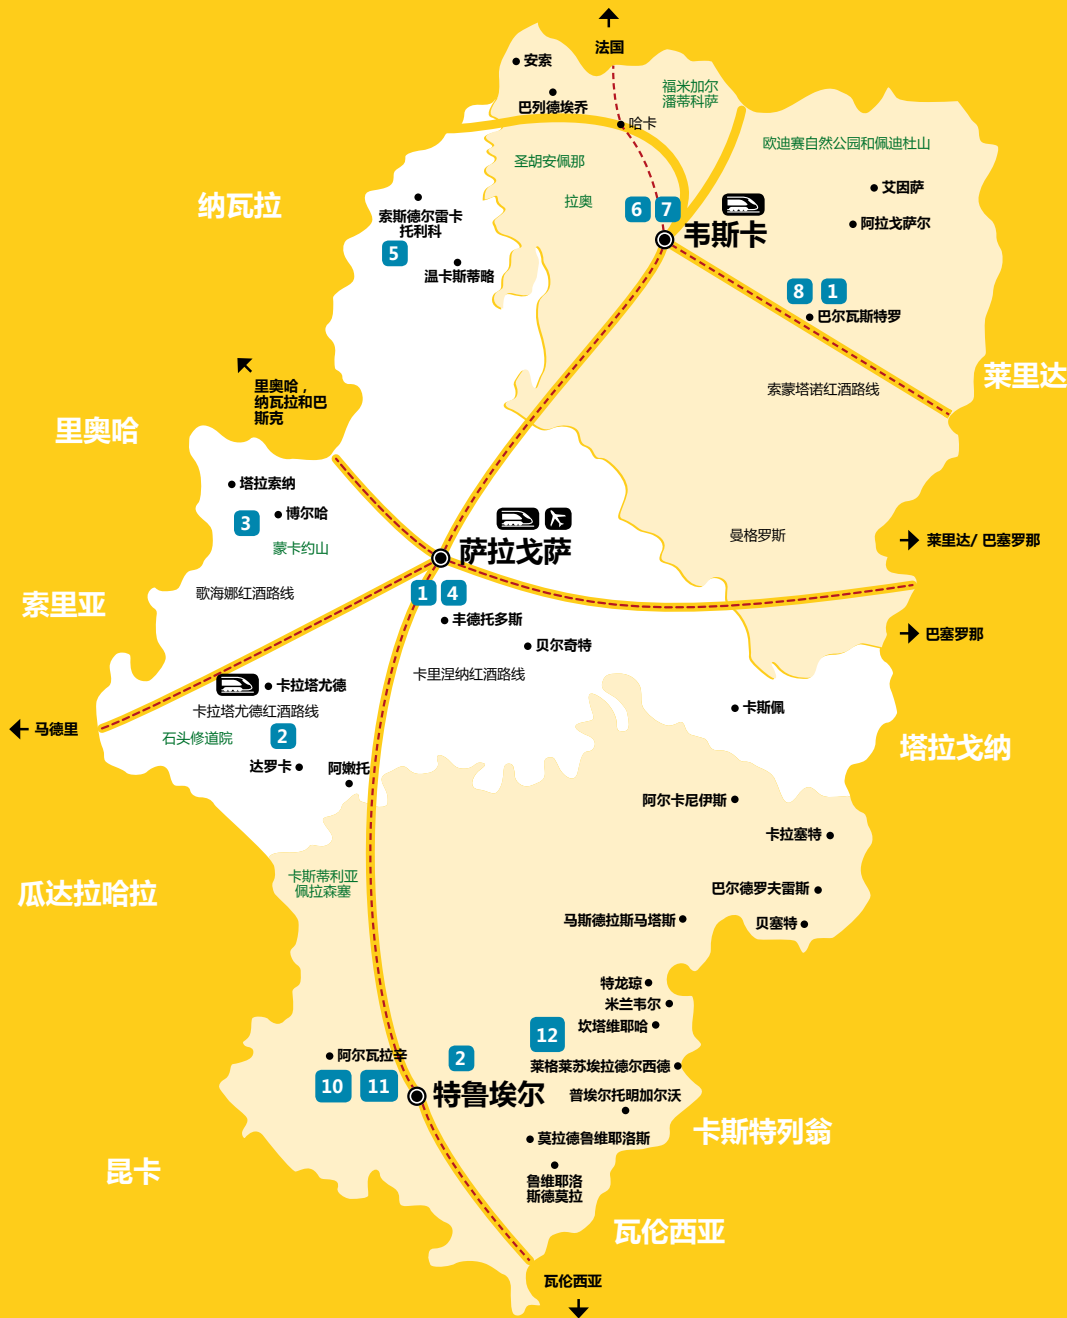 法国
安索
福米加尔
潘蒂科萨
巴列德埃乔
哈卡
欧迪赛自然公园和佩迪杜山
圣胡安佩那
艾因萨
纳瓦拉
拉奥
索斯德尔雷卡
托利科
6
7
阿拉戈萨尔
韦斯卡
5
温卡斯蒂略
8
1
巴尔瓦斯特罗
莱里达
里奥哈，
纳瓦拉和巴
斯克
索蒙塔诺红酒路线
里奥哈
塔拉索纳
博尔哈
3
蒙卡约山
曼格罗斯
莱里达/ 巴塞罗那
萨拉戈萨
歌海娜红酒路线
1
4
索里亚
丰德托多斯
巴塞罗那
贝尔奇特
卡里涅纳红酒路线
卡拉塔尤德
卡拉塔尤德红酒路线
卡斯佩
马德里
石头修道院
2
塔拉戈纳
达罗卡
阿嫩托
阿尔卡尼伊斯
卡拉塞特
卡斯蒂利亚
佩拉森塞
瓜达拉哈拉
巴尔德罗夫雷斯
马斯德拉斯马塔斯
贝塞特
特龙琼
米兰韦尔
坎塔维耶哈
12
阿尔瓦拉辛
2
莱格莱苏埃拉德尔西德
10
11
特鲁埃尔
普埃尔托明加尔沃
卡斯特列翁
莫拉德鲁维耶洛斯
昆卡
鲁维耶洛
斯德莫拉
瓦伦西亚
瓦伦西亚